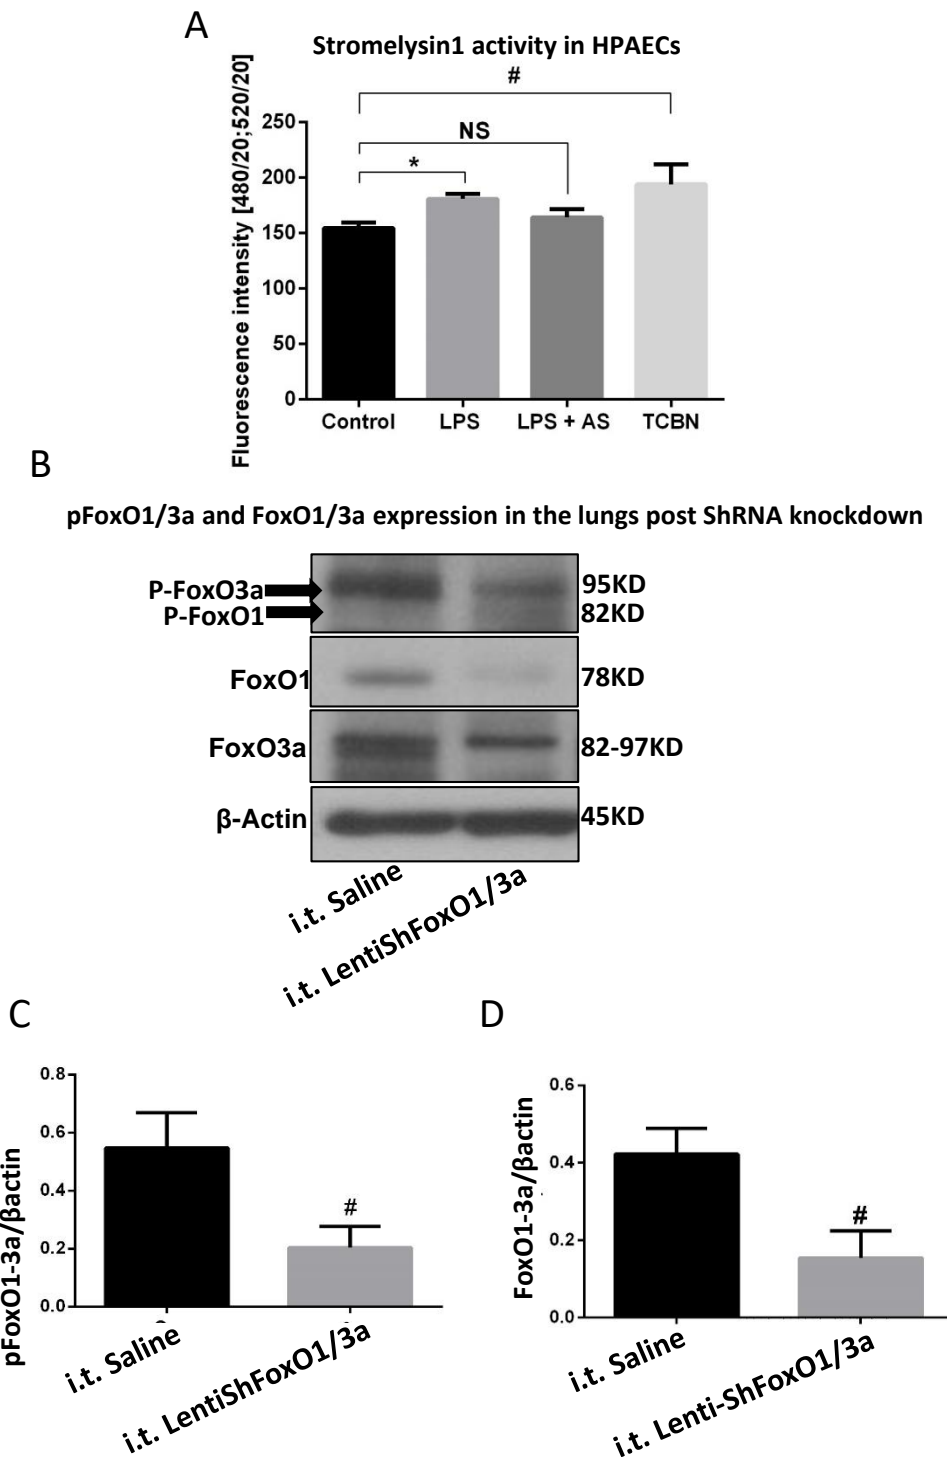 A
Stromelysin1 activity in HPAECs
Fluorescence intensity [480/20;520/20]
#
NS
*
250
200
150
100
50
0
Control LPS LPS + AS TCBN
B
pFoxO1/3a and FoxO1/3a expression in the lungs post ShRNA knockdown
P-FoxO3a 95KD
P-FoxO1 82KD
FoxO1 78KD
FoxO3a 82-97KD
β-Actin 45KD
i.t. Saline
i.t. LentiShFoxO1/3a
C
pFoxO1-3a/βactin
0.8
0.6
0.4
0.2
0.0
#
i.t. Saline
i.t. LentiShFoxO1/3a
D
FoxO1-3a/βactin
0.6
0.4
0.2
0.0
#
i.t. Saline
i.t. Lenti-ShFoxO1/3a